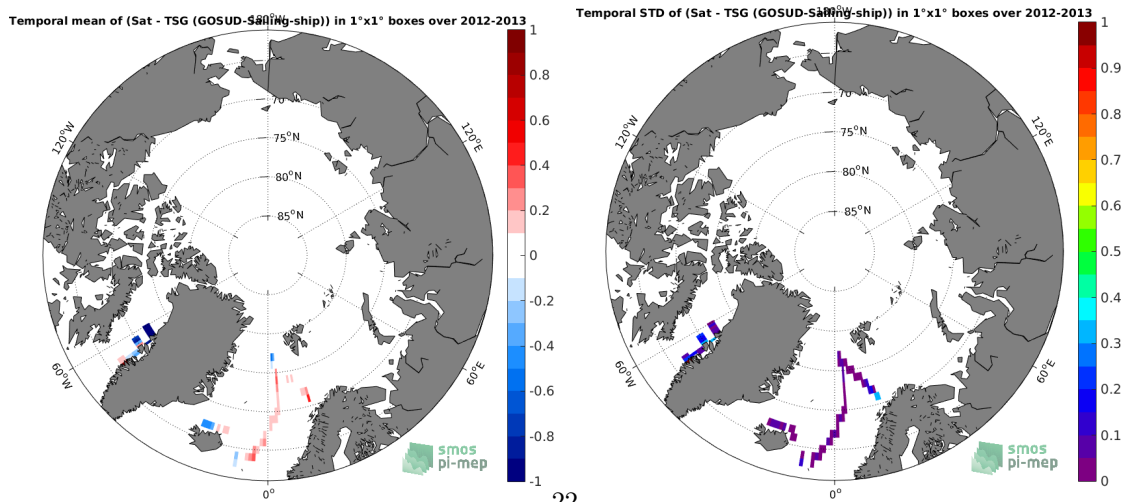 Temporal mean of (Sat - TSG (GOSUD-Sailing-ship)) in 1°x1° boxes over 2012-2013
180°W
120°W
120°E
60°W
60°E
0°
70
75°N
80°N
85°N
1
0.8
0.6
0.4
0.2
0
-0.2
-0.4
-0.6
-0.8
-1
smos
pi-mep
Temporal STD of (Sat - TSG (GOSUD-Sailing-ship)) in 1°x1° boxes over 2012-2013
180°W
120°W
120°E
60°W
60°E
0°
70
75°N
80°N
85°N
1
0.9
0.8
0.7
0.6
0.5
0.4
0.3
0.2
0.1
0
smos
pi-mep